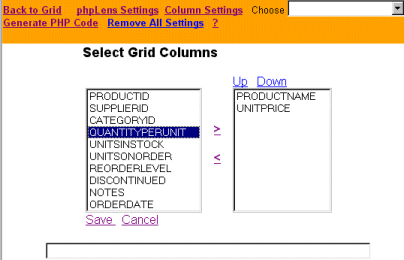 Back to Grid phpLens Settings Column Settings Choose
Generate PHP Code Remove All Settings ?
Select Grid Columns
Up Down
PRODUCTID
SUPPLIERID
CATEGORYID
QUANTITYPERUNIT
UNITSINSTOCK
UNITSONORDER
REORDERLEVEL
DISCONTINUED
NOTES
ORDERDATE
>
<
PRODUCTNAME
UNITPRICE
Save Cancel